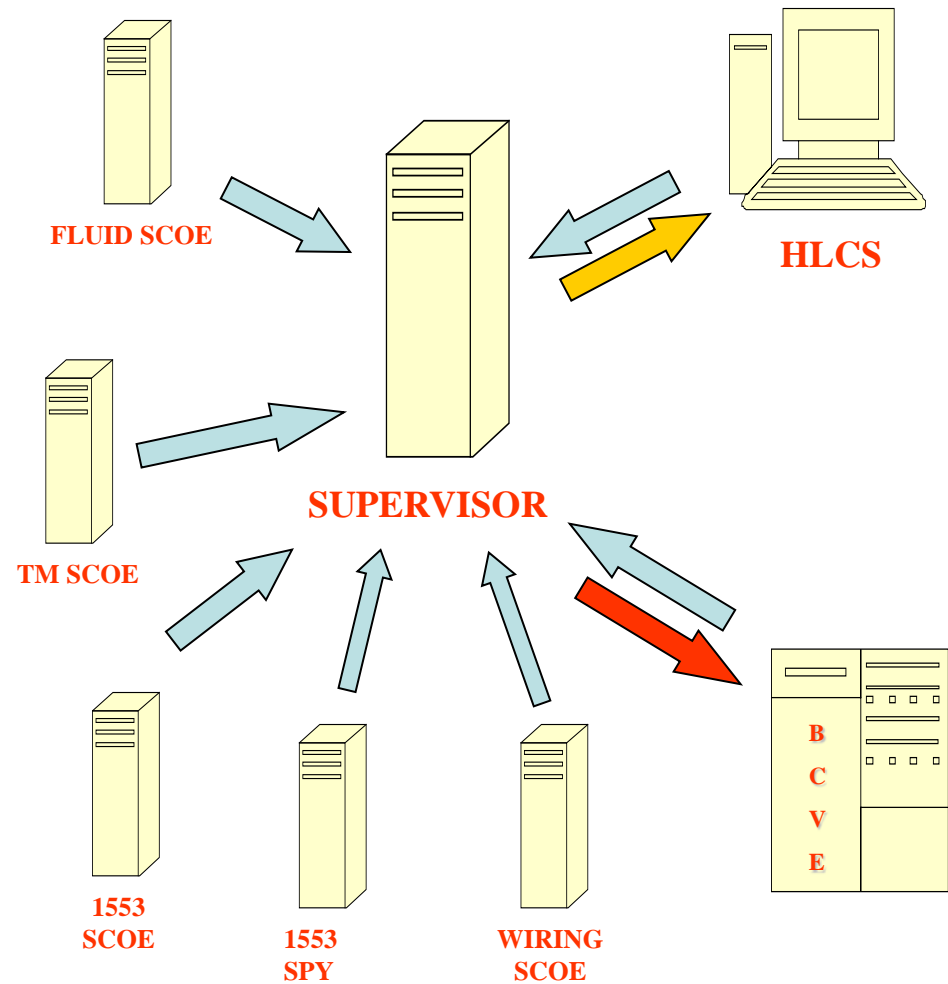 FLUID SCOE
HLCS
SUPERVISOR
TM SCOE
B
C
V
E
1553
SCOE
1553
SPY
WIRING
SCOE